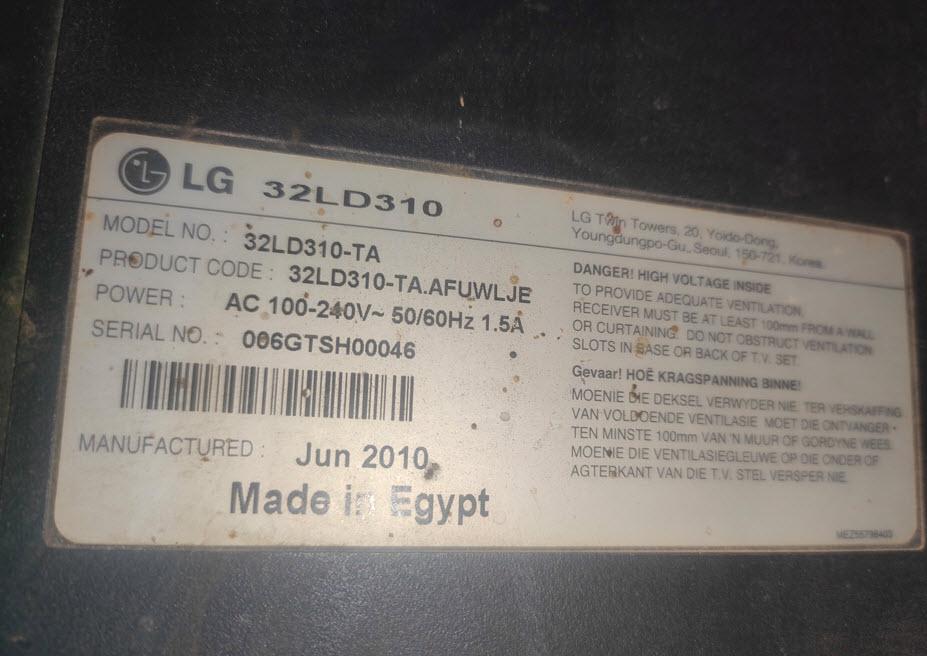 LG 32LD310
MODEL NO. : 32LD310-TA
PRODUCT CODE : 32LD310-TA.AFUWLJE
POWER : AC 100-240V~ 50/60Hz 1.5A
SERIAL NO. : 006GTSH00046
MANUFACTURED : Jun 2010
Made in Egypt
LG Twin Towers, 20, Yoido-Dong,
Youngdungpo-Gu, Seoul, 150-721, Korea
DANGER! HIGH VOLTAGE INSIDE
TO PROVIDE ADEQUATE VENTILATION,
RECEIVER MUST BE AT LEAST 100mm FROM A WALL
OR CURTAINING. DO NOT OBSTRUCT VENTILATION
SLOTS IN BASE OR BACK OF T.V. SET.
Gevaar! HOË KRAGSPANNING BINNE!
MOENIE DIE DEKSEL VERWYDER NIE. TER VERSKAFFING
VAN VOLDOENDE VENTILASIE MOET DIE ONTVANGER
TEN MINSTE 100mm VAN 'N MUUR OF GORDYNE WEES.
MOENIE DIE VENTILASIEGLEUWE OP DIE ONDER OF
AGTERKANT VAN DIE T.V. STEL VERSPER NIE.